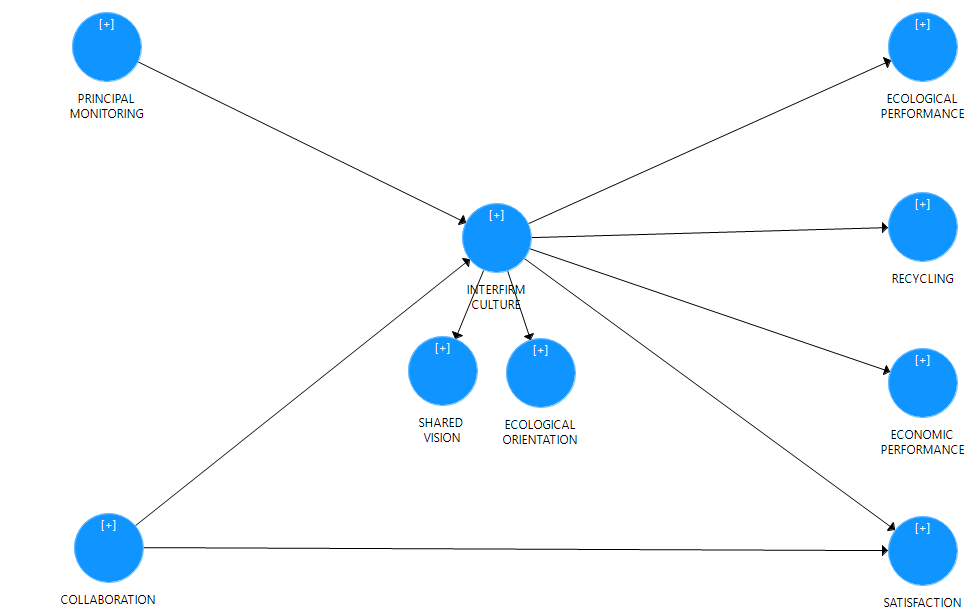 [+]
PRINCIPAL
MONITORING
[+]
ECOLOGICAL
PERFORMANCE
[+]
INTERFIRM
CULTURE
[+]
RECYCLING
[+]
SHARED
VISION
[+]
ECOLOGICAL
ORIENTATION
[+]
ECONOMIC
PERFORMANCE
[+]
COLLABORATION
[+]
SATISFACTION